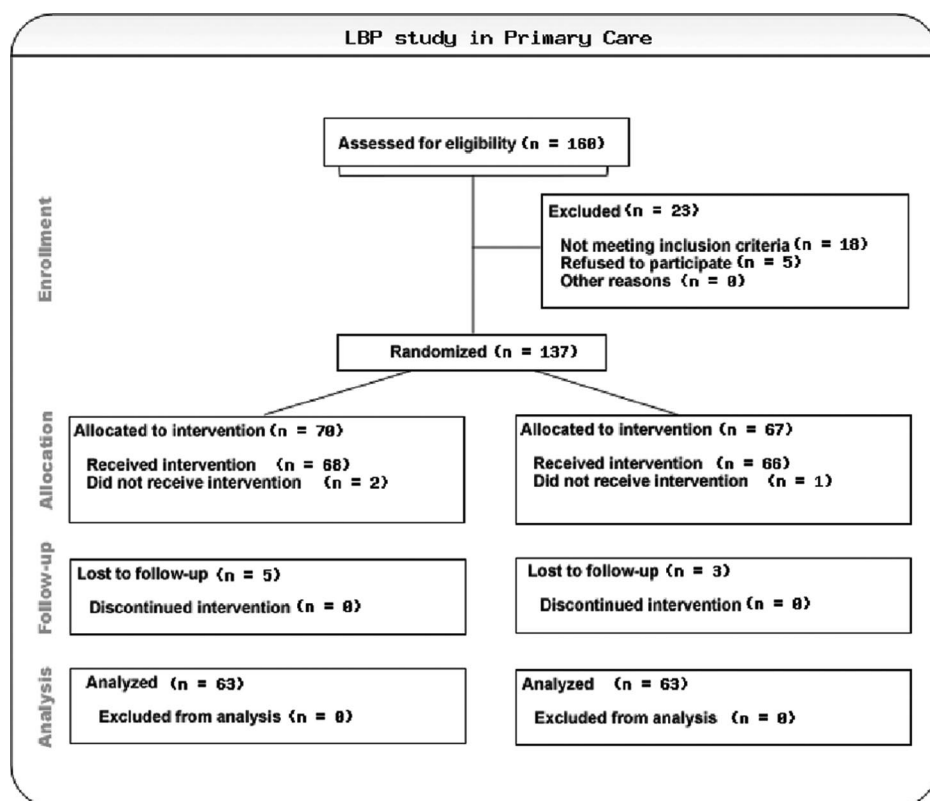 LBP study in Primary Care
Enrollment
Assessed for eligibility (n = 160)
Excluded (n = 23)
Not meeting inclusion criteria (n = 18)
Refused to participate (n = 5)
Other reasons (n = 0)
Randomized (n = 137)
Allocation
Allocated to intervention (n = 70)
Received intervention (n = 68)
Did not receive intervention (n = 2)
Allocated to intervention (n = 67)
Received intervention (n = 66)
Did not receive intervention (n = 1)
Follow-up
Lost to follow-up (n = 5)
Discontinued intervention (n = 0)
Lost to follow-up (n = 3)
Discontinued intervention (n = 0)
Analysis
Analyzed (n = 63)
Excluded from analysis (n = 0)
Analyzed (n = 63)
Excluded from analysis (n = 0)